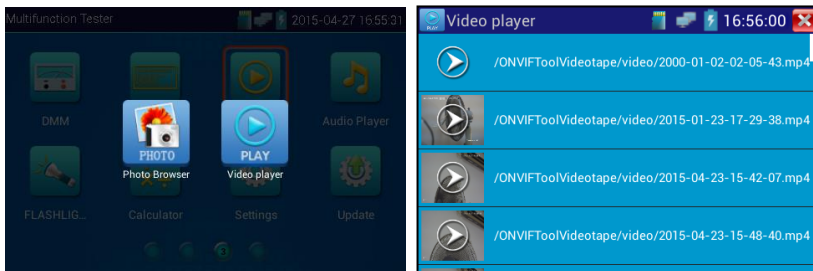 Multifunction Tester
2015-04-27 16:55:31
DMM
Audio Player
PHOTO
PLAY
Photo Browser
Video player
FLASHLIG...
Calculator
Settings
Update
PLAY
Video player
16:56:00
/ONVIFToolVideotape/video/2000-01-02-02-05-43.mp4
/ONVIFToolVideotape/video/2015-01-23-17-29-38.mp4
/ONVIFToolVideotape/video/2015-04-23-15-42-07.mp4
/ONVIFToolVideotape/video/2015-04-23-15-48-40.mp4